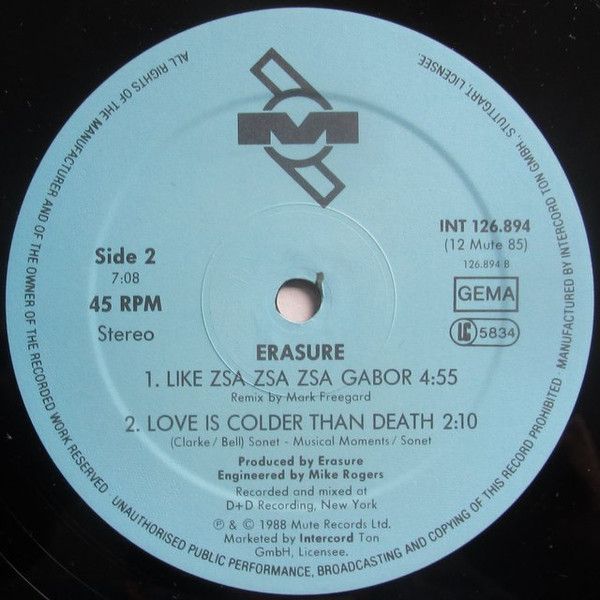 M
Side 2
7:08
45 RPM
Stereo
INT 126.894
(12 Mute 85)
126.894 B
GEMA
LC 5834
ERASURE
1. LIKE ZSA ZSA ZSA GABOR 4:55
Remix by Mark Freegard
2. LOVE IS COLDER THAN DEATH 2:10
(Clarke / Bell) Sonet - Musical Moments / Sonet
Produced by Erasure
Engineered by Mike Rogers
Recorded and mixed at
D+D Recording, New York
℗ & © 1988 Mute Records Ltd.
Marketed by Intercord Ton
GmbH, Licensee.
ALL RIGHTS OF THE MANUFACTURER AND OF THE OWNER OF THE RECORDED WORK RESERVED
UNAUTHORISED PUBLIC PERFORMANCE, BROADCASTING AND COPYING OF THIS RECORD PROHIBITED
MANUFACTURED BY INTERCORD TON GMBH., STUTTGART, LICENSEE.